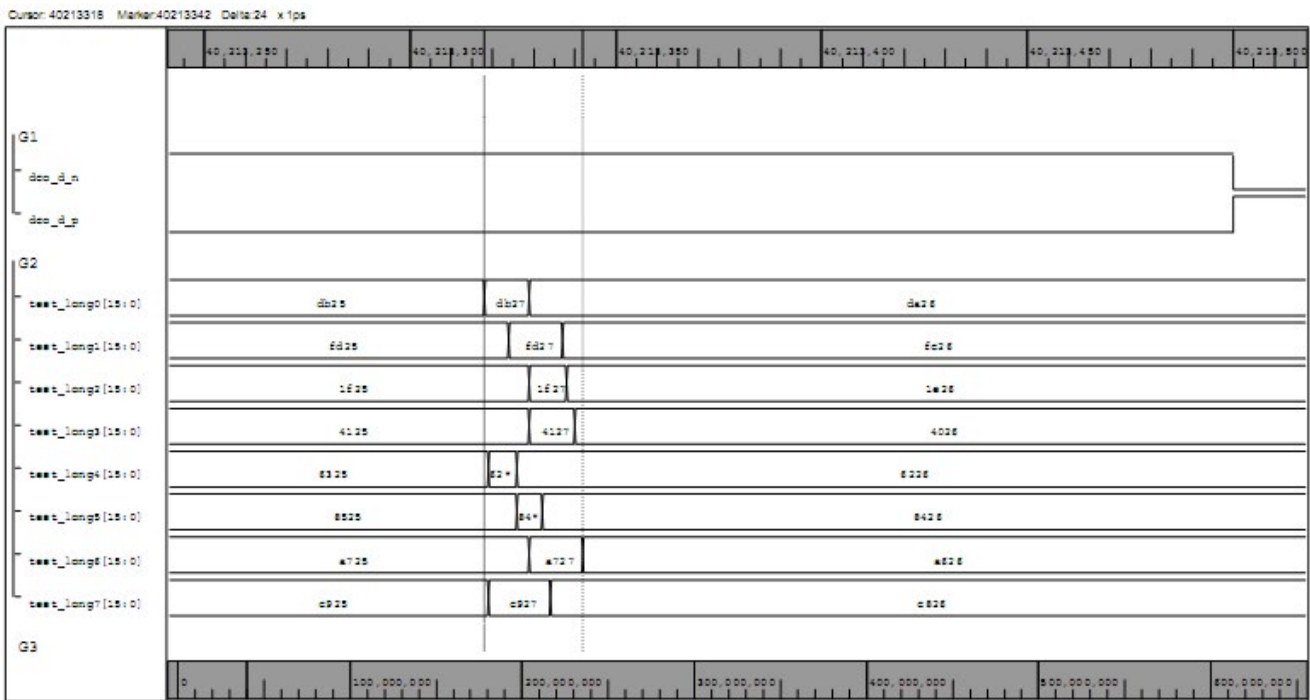 Cursor: 40213318 Marker:40213342 Delta:24 x 1ps
40,213,250 40,213,300 40,213,350 40,213,400 40,213,450 40,213,500
G1
dco_d_n
dco_d_p
G2
test_long0[15:0] db25 db27 da26
test_long1[15:0] fd25 fd27 fc26
test_long2[15:0] 1f25 1f27 1e26
test_long3[15:0] 4125 4127 4026
test_long4[15:0] 6325 62* 6226
test_long5[15:0] 8525 84* 8426
test_long6[15:0] a725 a727 a626
test_long7[15:0] c925 c927 c826
G3
0 100,000,000 200,000,000 300,000,000 400,000,000 500,000,000 600,000,000